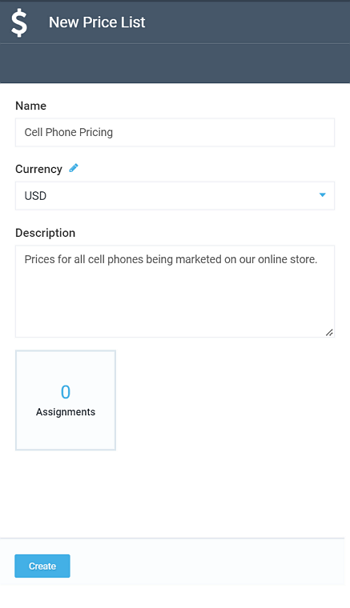 $ New Price List
Name
Cell Phone Pricing
Currency
USD
Description
Prices for all cell phones being marketed on our online store.
0
Assignments
Create